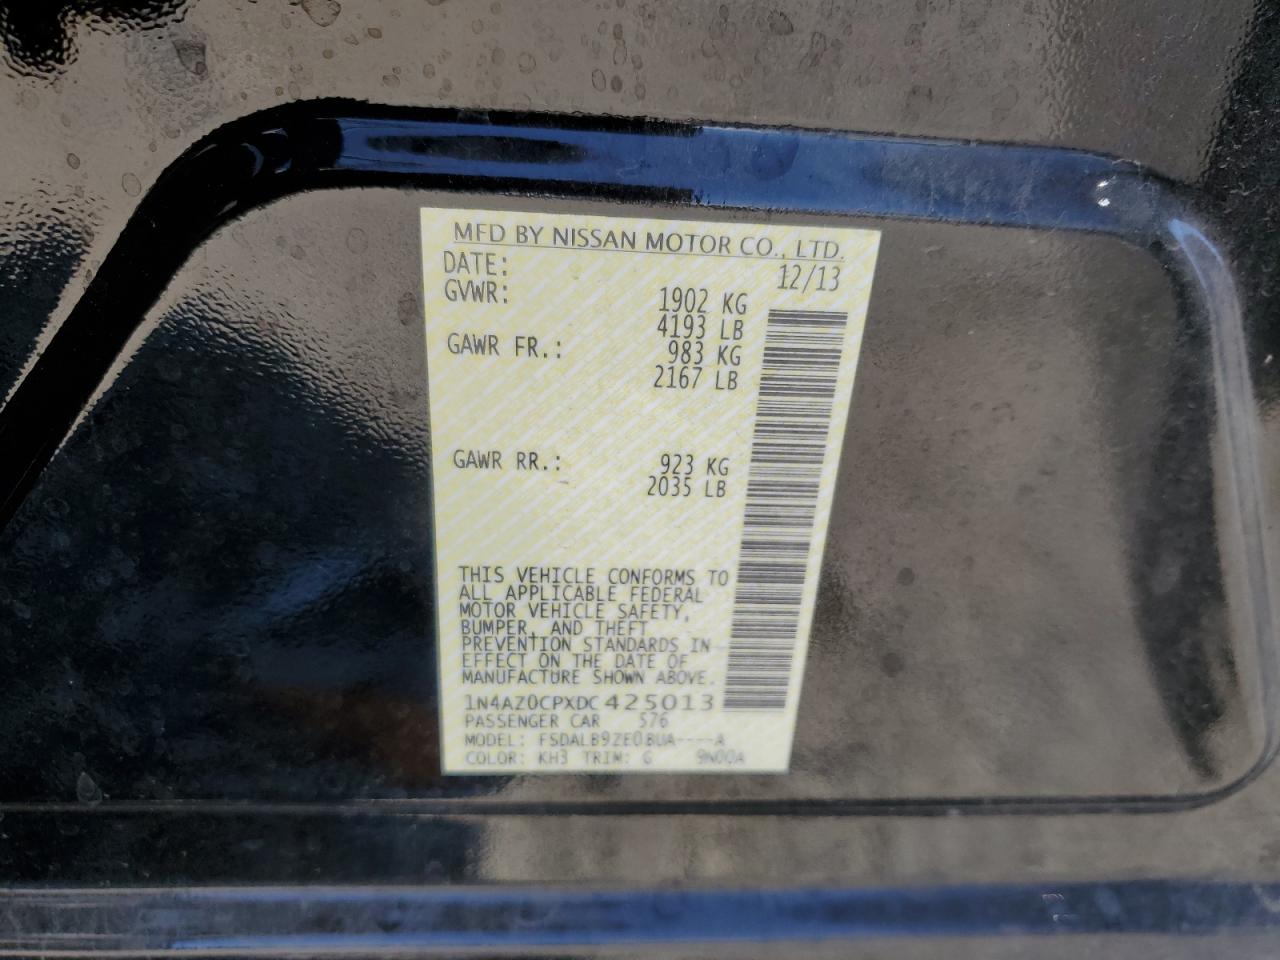 MFD BY NISSAN MOTOR CO., LTD.
DATE: 12/13
GVWR: 1902 KG
4193 LB
GAWR FR.: 983 KG
2167 LB
GAWR RR.: 923 KG
2035 LB
THIS VEHICLE CONFORMS TO
ALL APPLICABLE FEDERAL
MOTOR VEHICLE SAFETY,
BUMPER, AND THEFT
PREVENTION STANDARDS IN
EFFECT ON THE DATE OF
MANUFACTURE SHOWN ABOVE.
1N4AZ0CPXDC425013
PASSENGER CAR 576
MODEL: FSDALB9ZE0BUA----A
COLOR: KH3 TRIM: G 9N00A